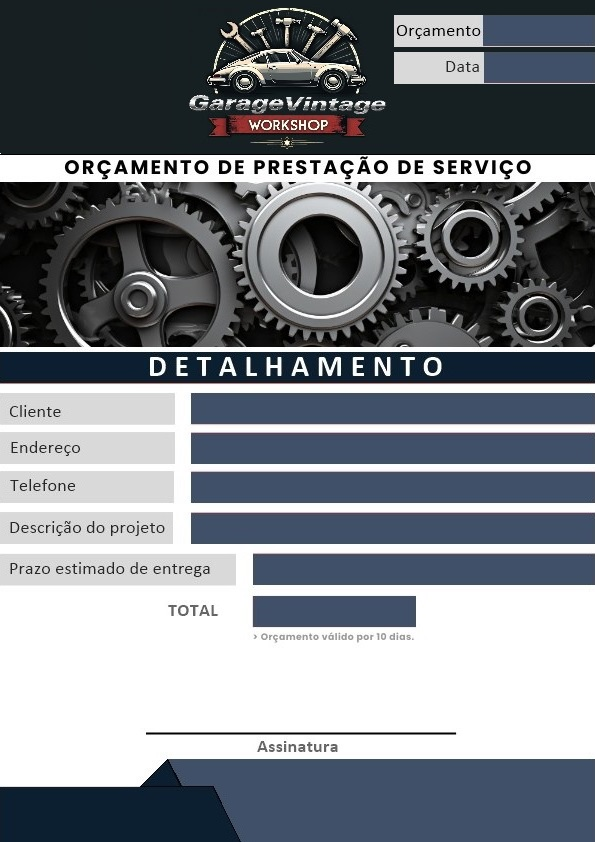 Orçamento
Data
GarageVintage
WORKSHOP
ORÇAMENTO DE PRESTAÇÃO DE SERVIÇO
DETALHAMENTO
Cliente
Endereço
Telefone
Descrição do projeto
Prazo estimado de entrega
TOTAL
> Orçamento válido por 10 dias.
Assinatura